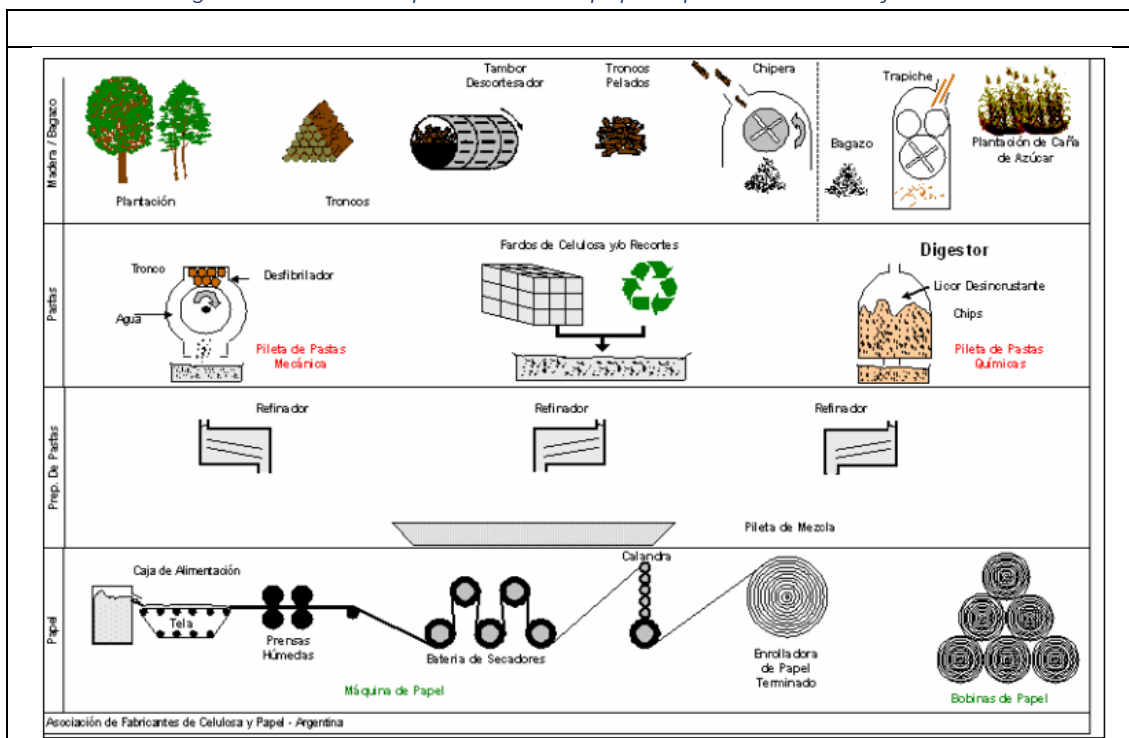 Madera / Bagazo
Plantación
Troncos
Tambor
Descortesador
Troncos
Pelados
Chipera
Bagazo
Trapiche
Plantación de Caña
de Azúcar
Pastas
Tronco
Desfibrilador
Agua
Pileta de Pastas
Mecánica
Fardos de Celulosa y/o Recortes
Digestor
Licor Desincrustante
Chips
Pileta de Pastas
Químicas
Prep. De Pastas
Refinador
Refinador
Refinador
Pileta de Mezcla
Papel
Caja de Alimentación
Tela
Prensas
Húmedas
Bateria de Secadores
Calandra
Enrolladora
de Papel
Terminado
Máquina de Papel
Bobinas de Papel
Asociación de Fabricantes de Celulosa y Papel - Argentina